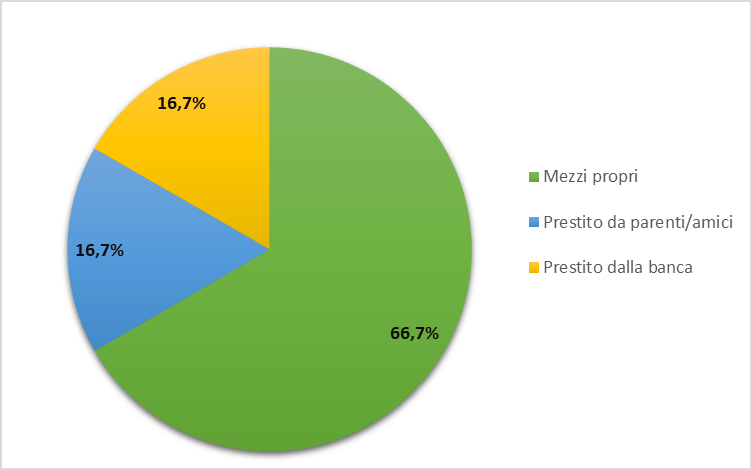 16,7%
16,7%
66,7%
Mezzi propri
Prestito da parenti/amici
Prestito dalla banca